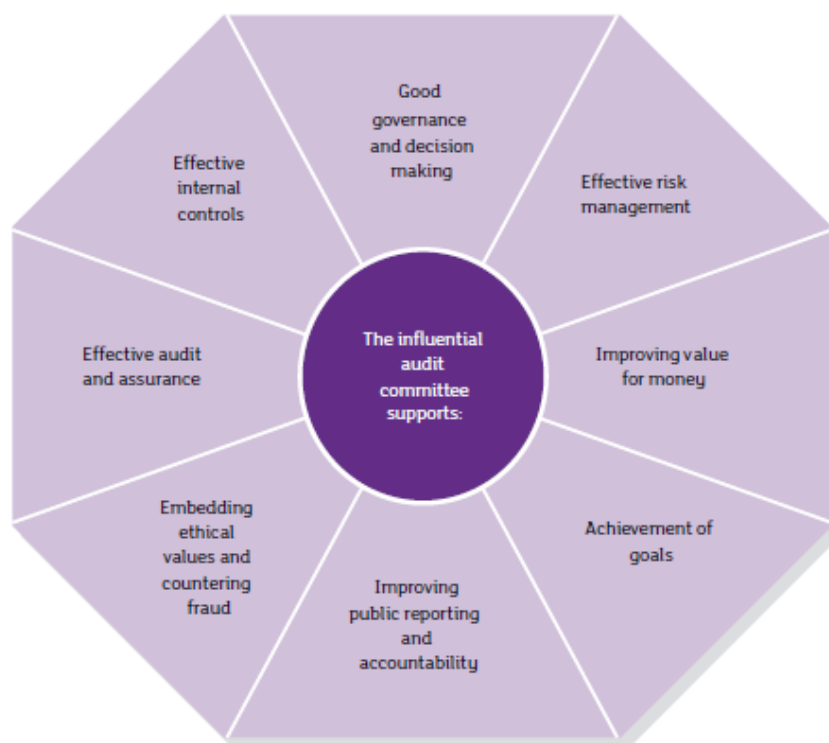 Good
governance
and decision
making
Effective risk
management
Improving value
for money
Achievement of
goals
Improving
public reporting
and
accountability
Embedding
ethical
values and
countering
fraud
Effective audit
and assurance
Effective
internal
controls
The influential
audit
committee
supports: